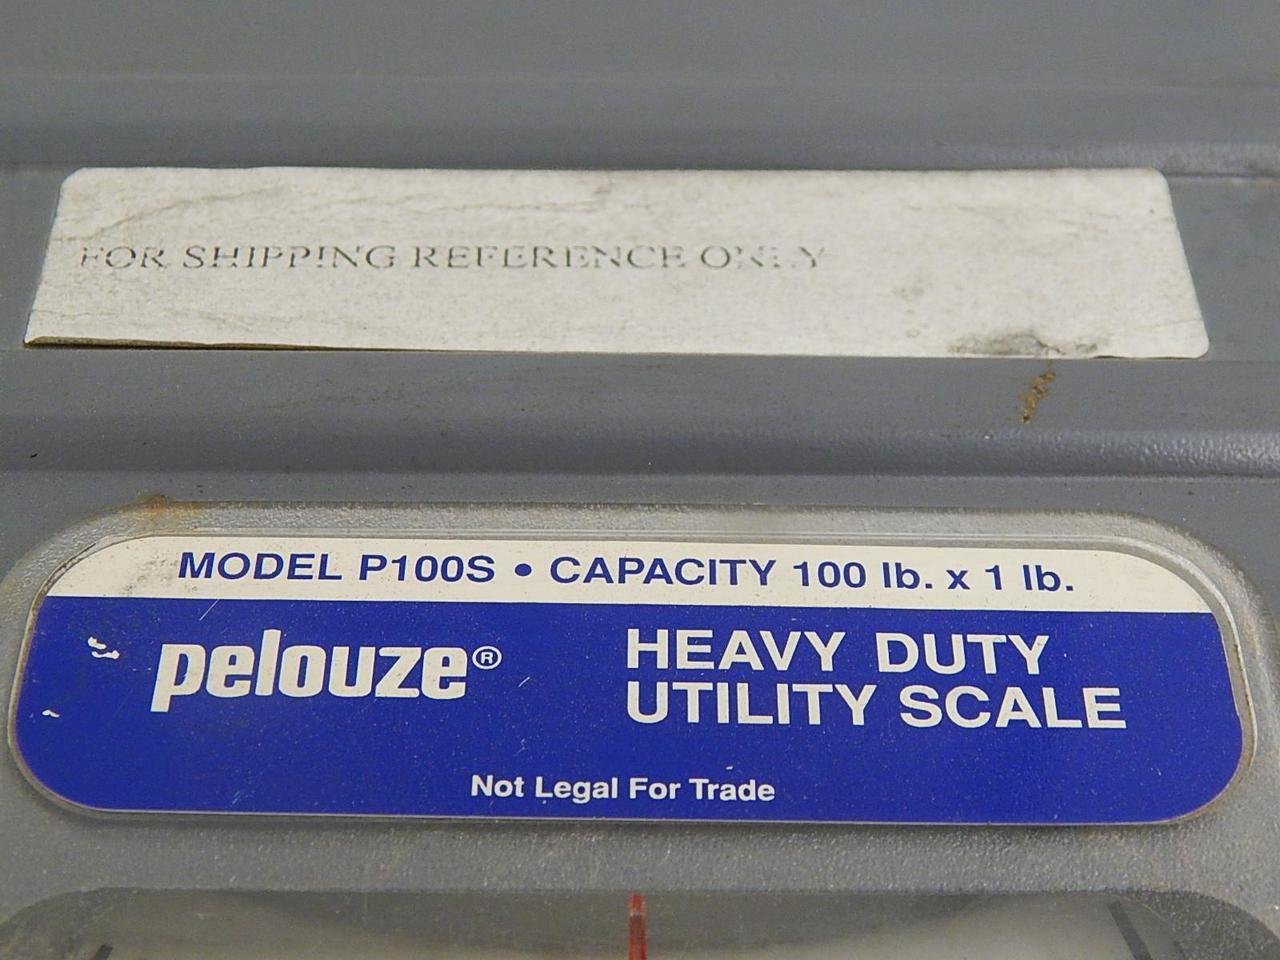 FOR SHIPPING REFERENCE ONLY
MODEL P100S • CAPACITY 100 lb. x 1 lb.
pelouze®
HEAVY DUTY
UTILITY SCALE
Not Legal For Trade